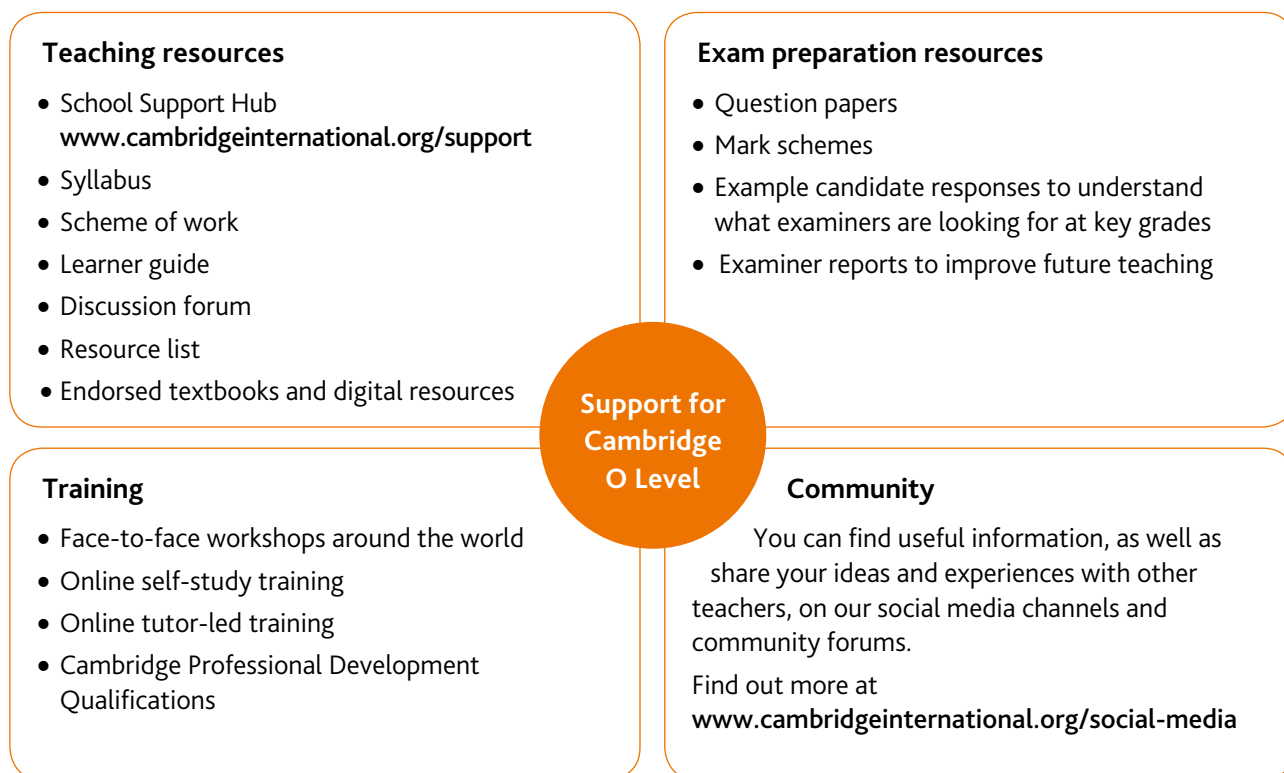 Teaching resources
• School Support Hub
www.cambridgeinternational.org/support
• Syllabus
• Scheme of work
• Learner guide
• Discussion forum
• Resource list
• Endorsed textbooks and digital resources
Exam preparation resources
• Question papers
• Mark schemes
• Example candidate responses to understand
what examiners are looking for at key grades
• Examiner reports to improve future teaching
Support for
Cambridge
O Level
Training
• Face-to-face workshops around the world
• Online self-study training
• Online tutor-led training
• Cambridge Professional Development
Qualifications
Community
You can find useful information, as well as
share your ideas and experiences with other
teachers, on our social media channels and
community forums.
Find out more at
www.cambridgeinternational.org/social-media